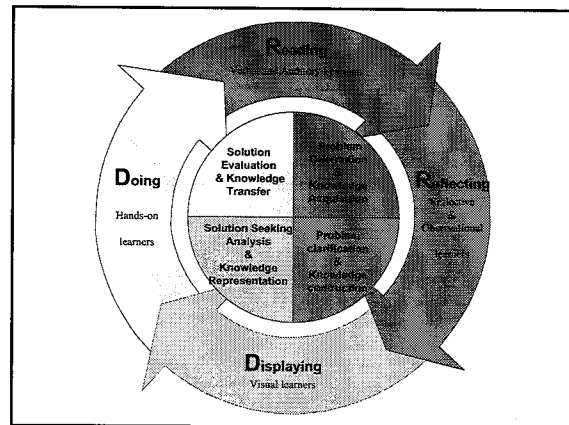 Reading
Visual and Auditory learners
Reflecting
Reflective
&
Observational
learners
Displaying
Visual learners
Doing
Hands-on
learners
Solution
Evaluation
& Knowledge
Transfer
Problem
Orientation
&
Knowledge
Acquisition
Solution Seeking
Analysis
&
Knowledge
Representation
Problem
clarification
&
Knowledge